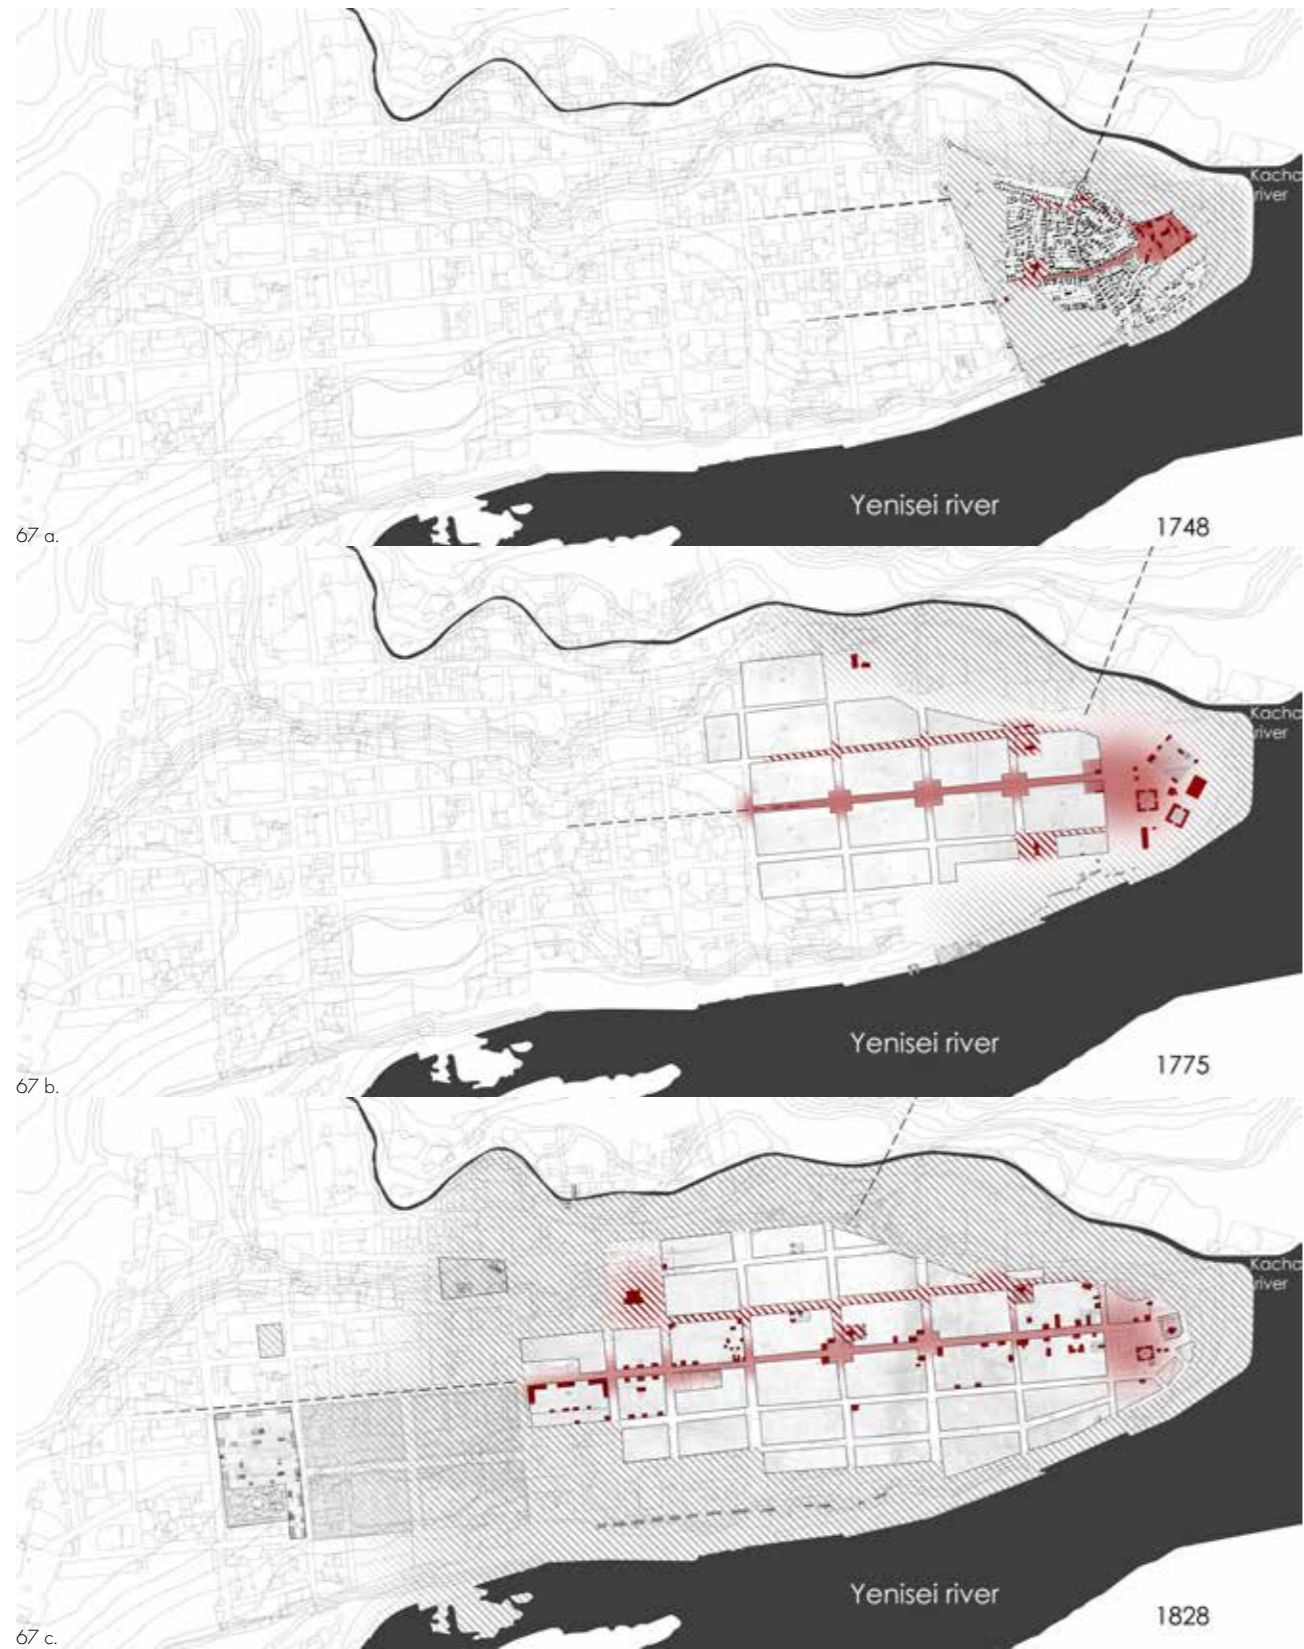 Kacha
river
Yenisei river
1748
67 a.
Kacha
river
Yenisei river
1775
67 b.
Kacha
river
Yenisei river
1828
67 c.